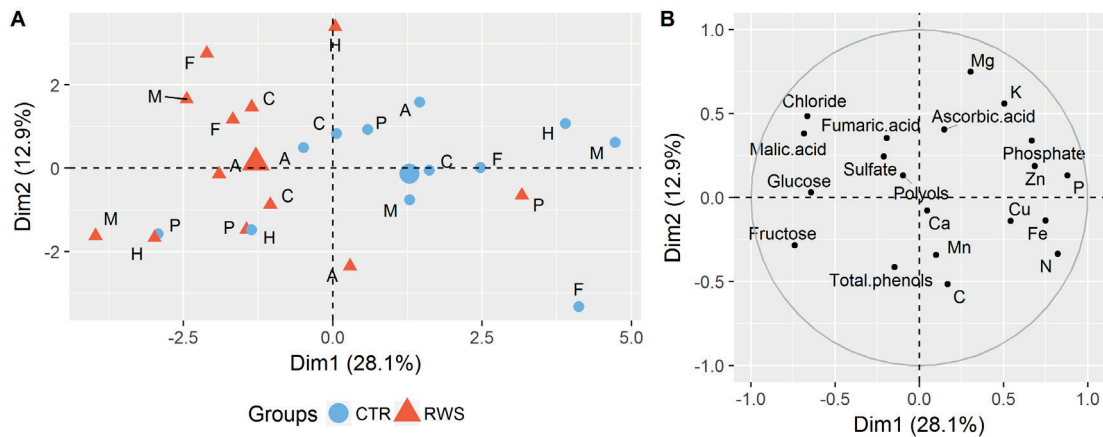 A
B
Dim2 (12.9%)
2
0
-2
-2.5
0.0
2.5
5.0
Dim1 (28.1%)
F
H
M
F
C
A
C
P
H
M
A
A
C
F
C
M
P
M
P
H
P
H
A
F
Groups CTR RWS
Dim2 (12.9%)
1.0
0.5
0.0
-0.5
-1.0
-1.0
-0.5
0.0
0.5
1.0
Dim1 (28.1%)
Mg
K
Chloride
Ascorbic.acid
Fumaric.acid
Malic.acid
Phosphate
Sulfate
Zn
Glucose
Polyols
P
Cu
Ca
Fe
Fructose
Mn
N
Total.phenols
C